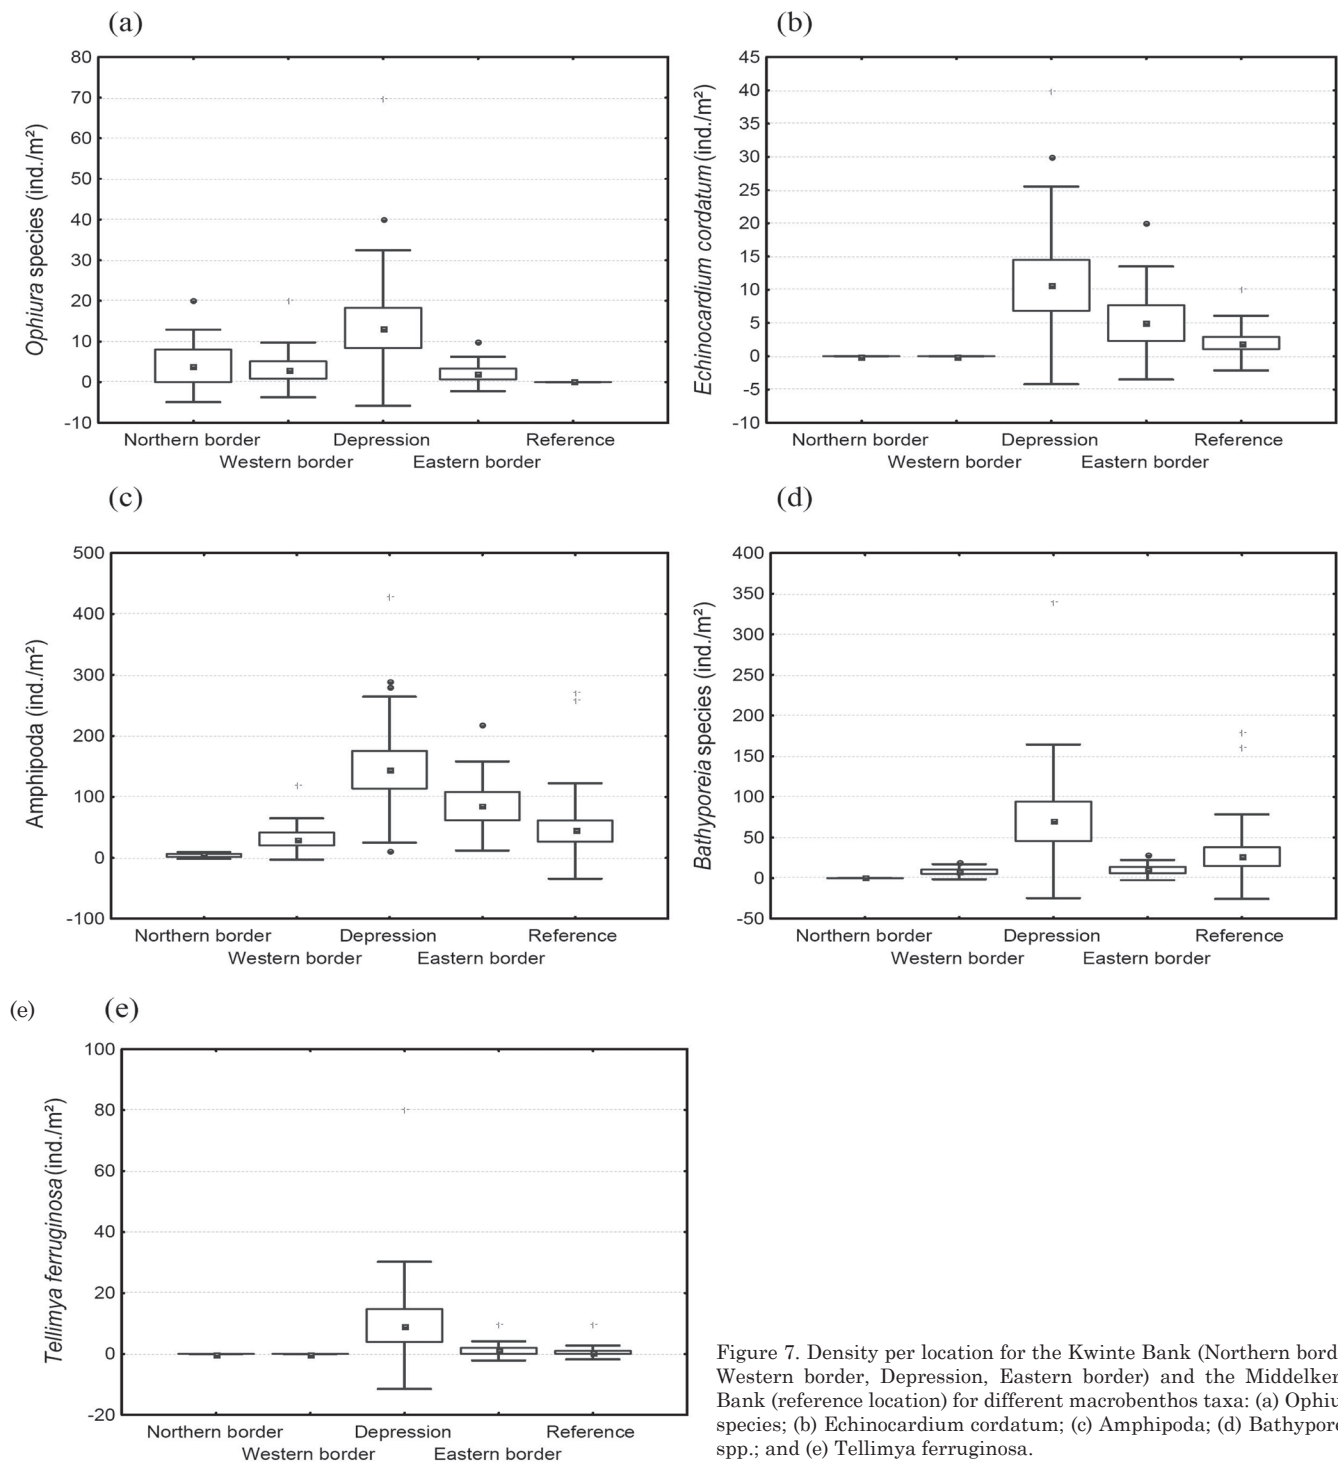 (a)
Ophiura species (ind./m²)
80
70
60
50
40
30
20
10
0
-10
Northern border
Western border
Depression
Eastern border
Reference
(b)
Echinocardium cordatum (ind./m²)
45
40
35
30
25
20
15
10
5
0
-5
-10
Northern border
Western border
Depression
Eastern border
Reference
(c)
Amphipoda (ind./m²)
500
400
300
200
100
0
-100
Northern border
Western border
Depression
Eastern border
Reference
(d)
Bathyporeia species (ind./m²)
400
350
300
250
200
150
100
50
0
-50
Northern border
Western border
Depression
Eastern border
Reference
(e)
(e)
Tellimya ferruginosa (ind./m²)
100
80
60
40
20
0
-20
Northern border
Western border
Depression
Eastern border
Reference
Figure 7. Density per location for the Kwinte Bank (Northern bord
Western border, Depression, Eastern border) and the Middelker
Bank (reference location) for different macrobenthos taxa: (a) Ophiu
species; (b) Echinocardium cordatum; (c) Amphipoda; (d) Bathypore
spp.; and (e) Tellimya ferruginosa.